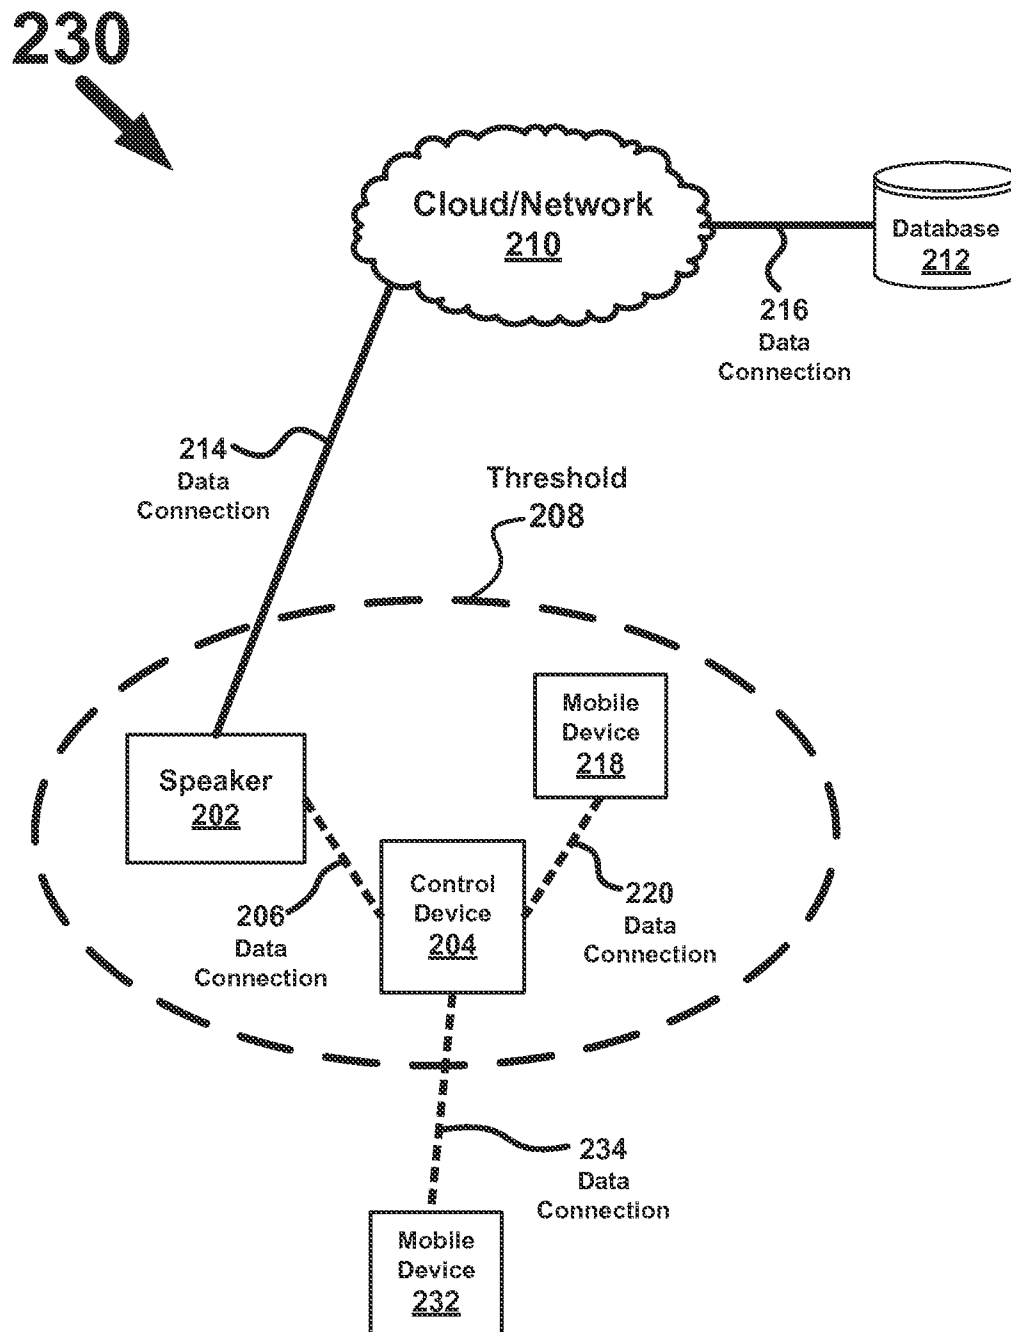 230
Cloud/Network
210
Database
212
216
Data
Connection
214
Data
Connection
Threshold
208
Mobile
Device
218
Speaker
202
Control
Device
204
206
Data
Connection
220
Data
Connection
234
Data
Connection
Mobile
Device
232